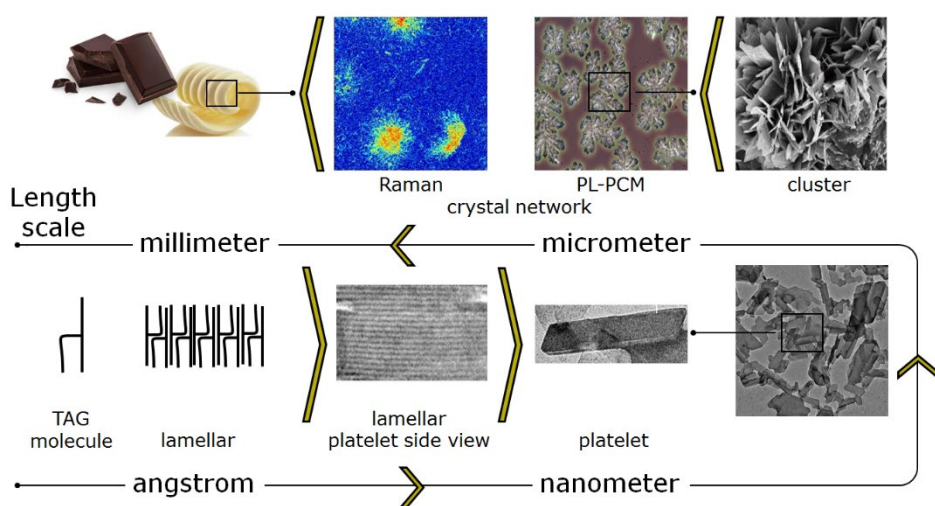 Raman
PL-PCM
cluster
crystal network
Length
scale
millimeter
micrometer
TAG
molecule
lamellar
lamellar
platelet side view
platelet
angstrom
nanometer